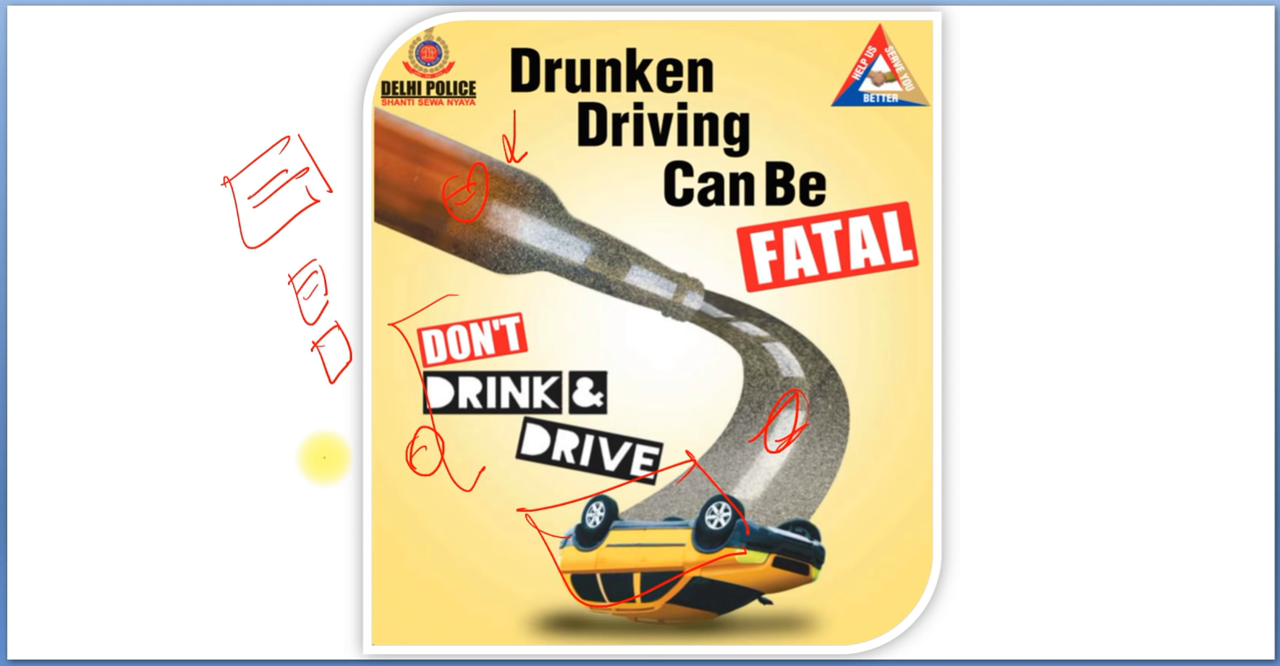 DELHI POLICE
SHANTI SEWA NYAYA
Drunken
Driving
Can Be
FATAL
HELP US
SERVE YOU
BETTER
DON'T
DRINK &
DRIVE